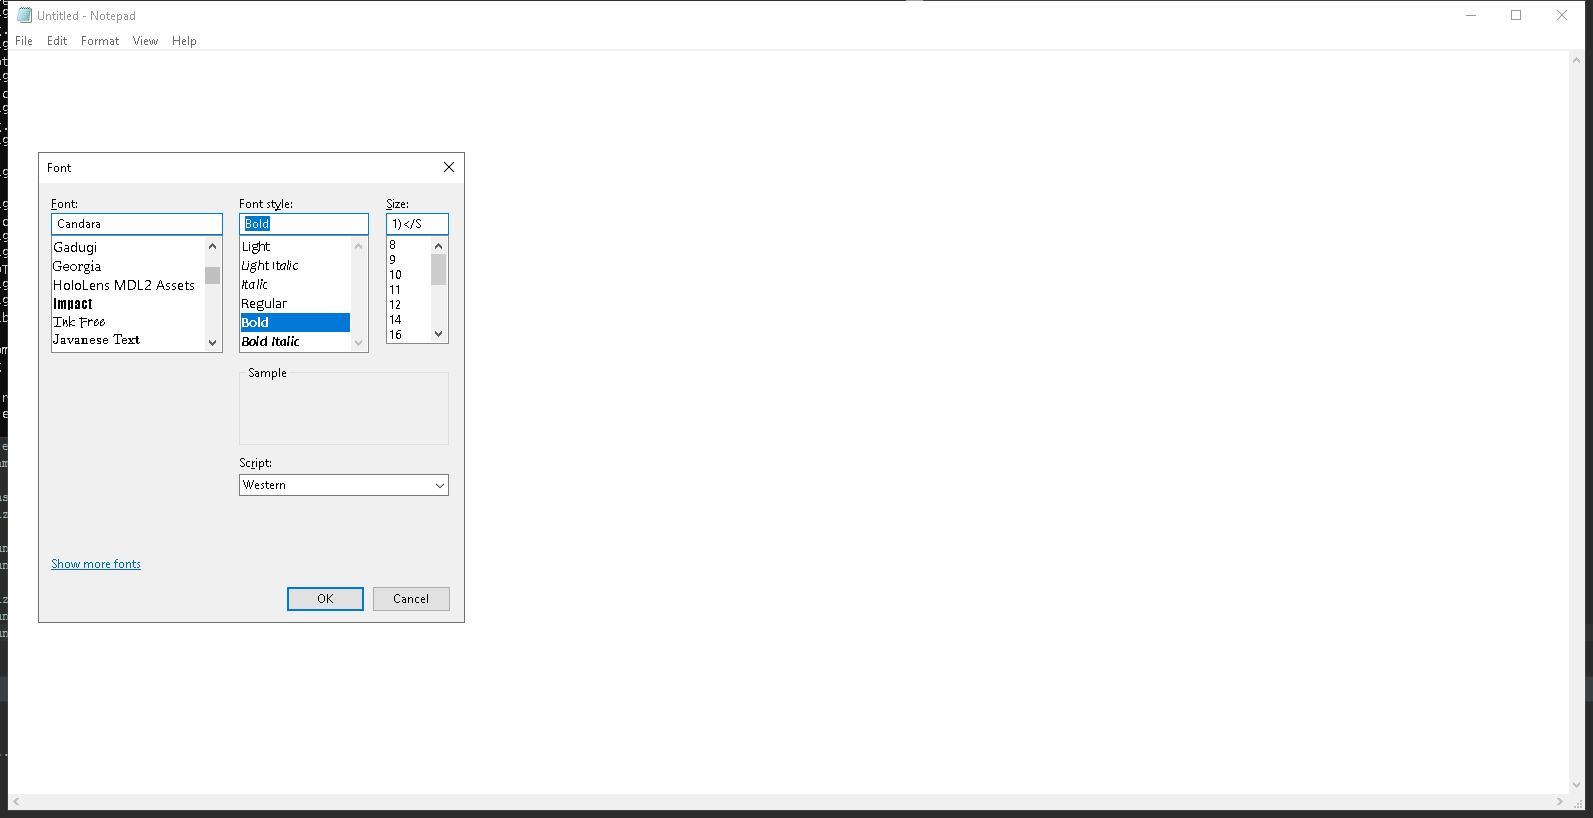 Untitled - Notepad
File Edit Format View Help
Font
Font: Font style: Size:
Candara Bold 1)</S
Gadugi
Georgia
HoloLens MDL2 Assets
Impact
Ink Free
Javanese Text
Light
Light Italic
Italic
Regular
Bold
Bold Italic
8
9
10
11
12
14
16
Sample
Script:
Western
Show more fonts
OK Cancel